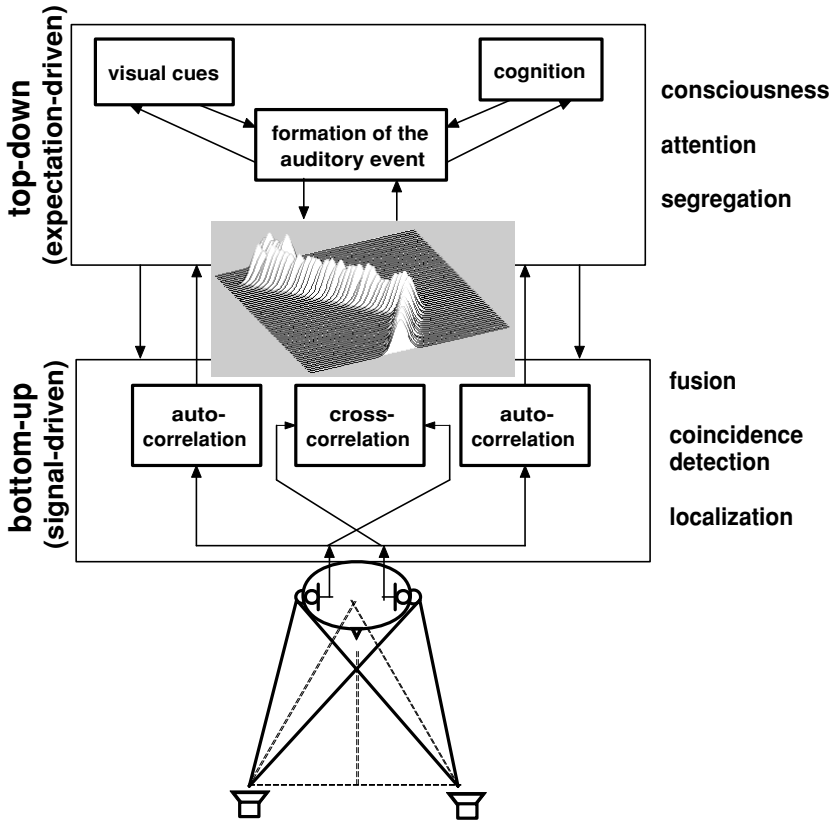 top-down
(expectation-driven)
visual cues
cognition
formation of the
auditory event
consciousness
attention
segregation
bottom-up
(signal-driven)
auto-
correlation
cross-
correlation
auto-
correlation
fusion
coincidence
detection
localization